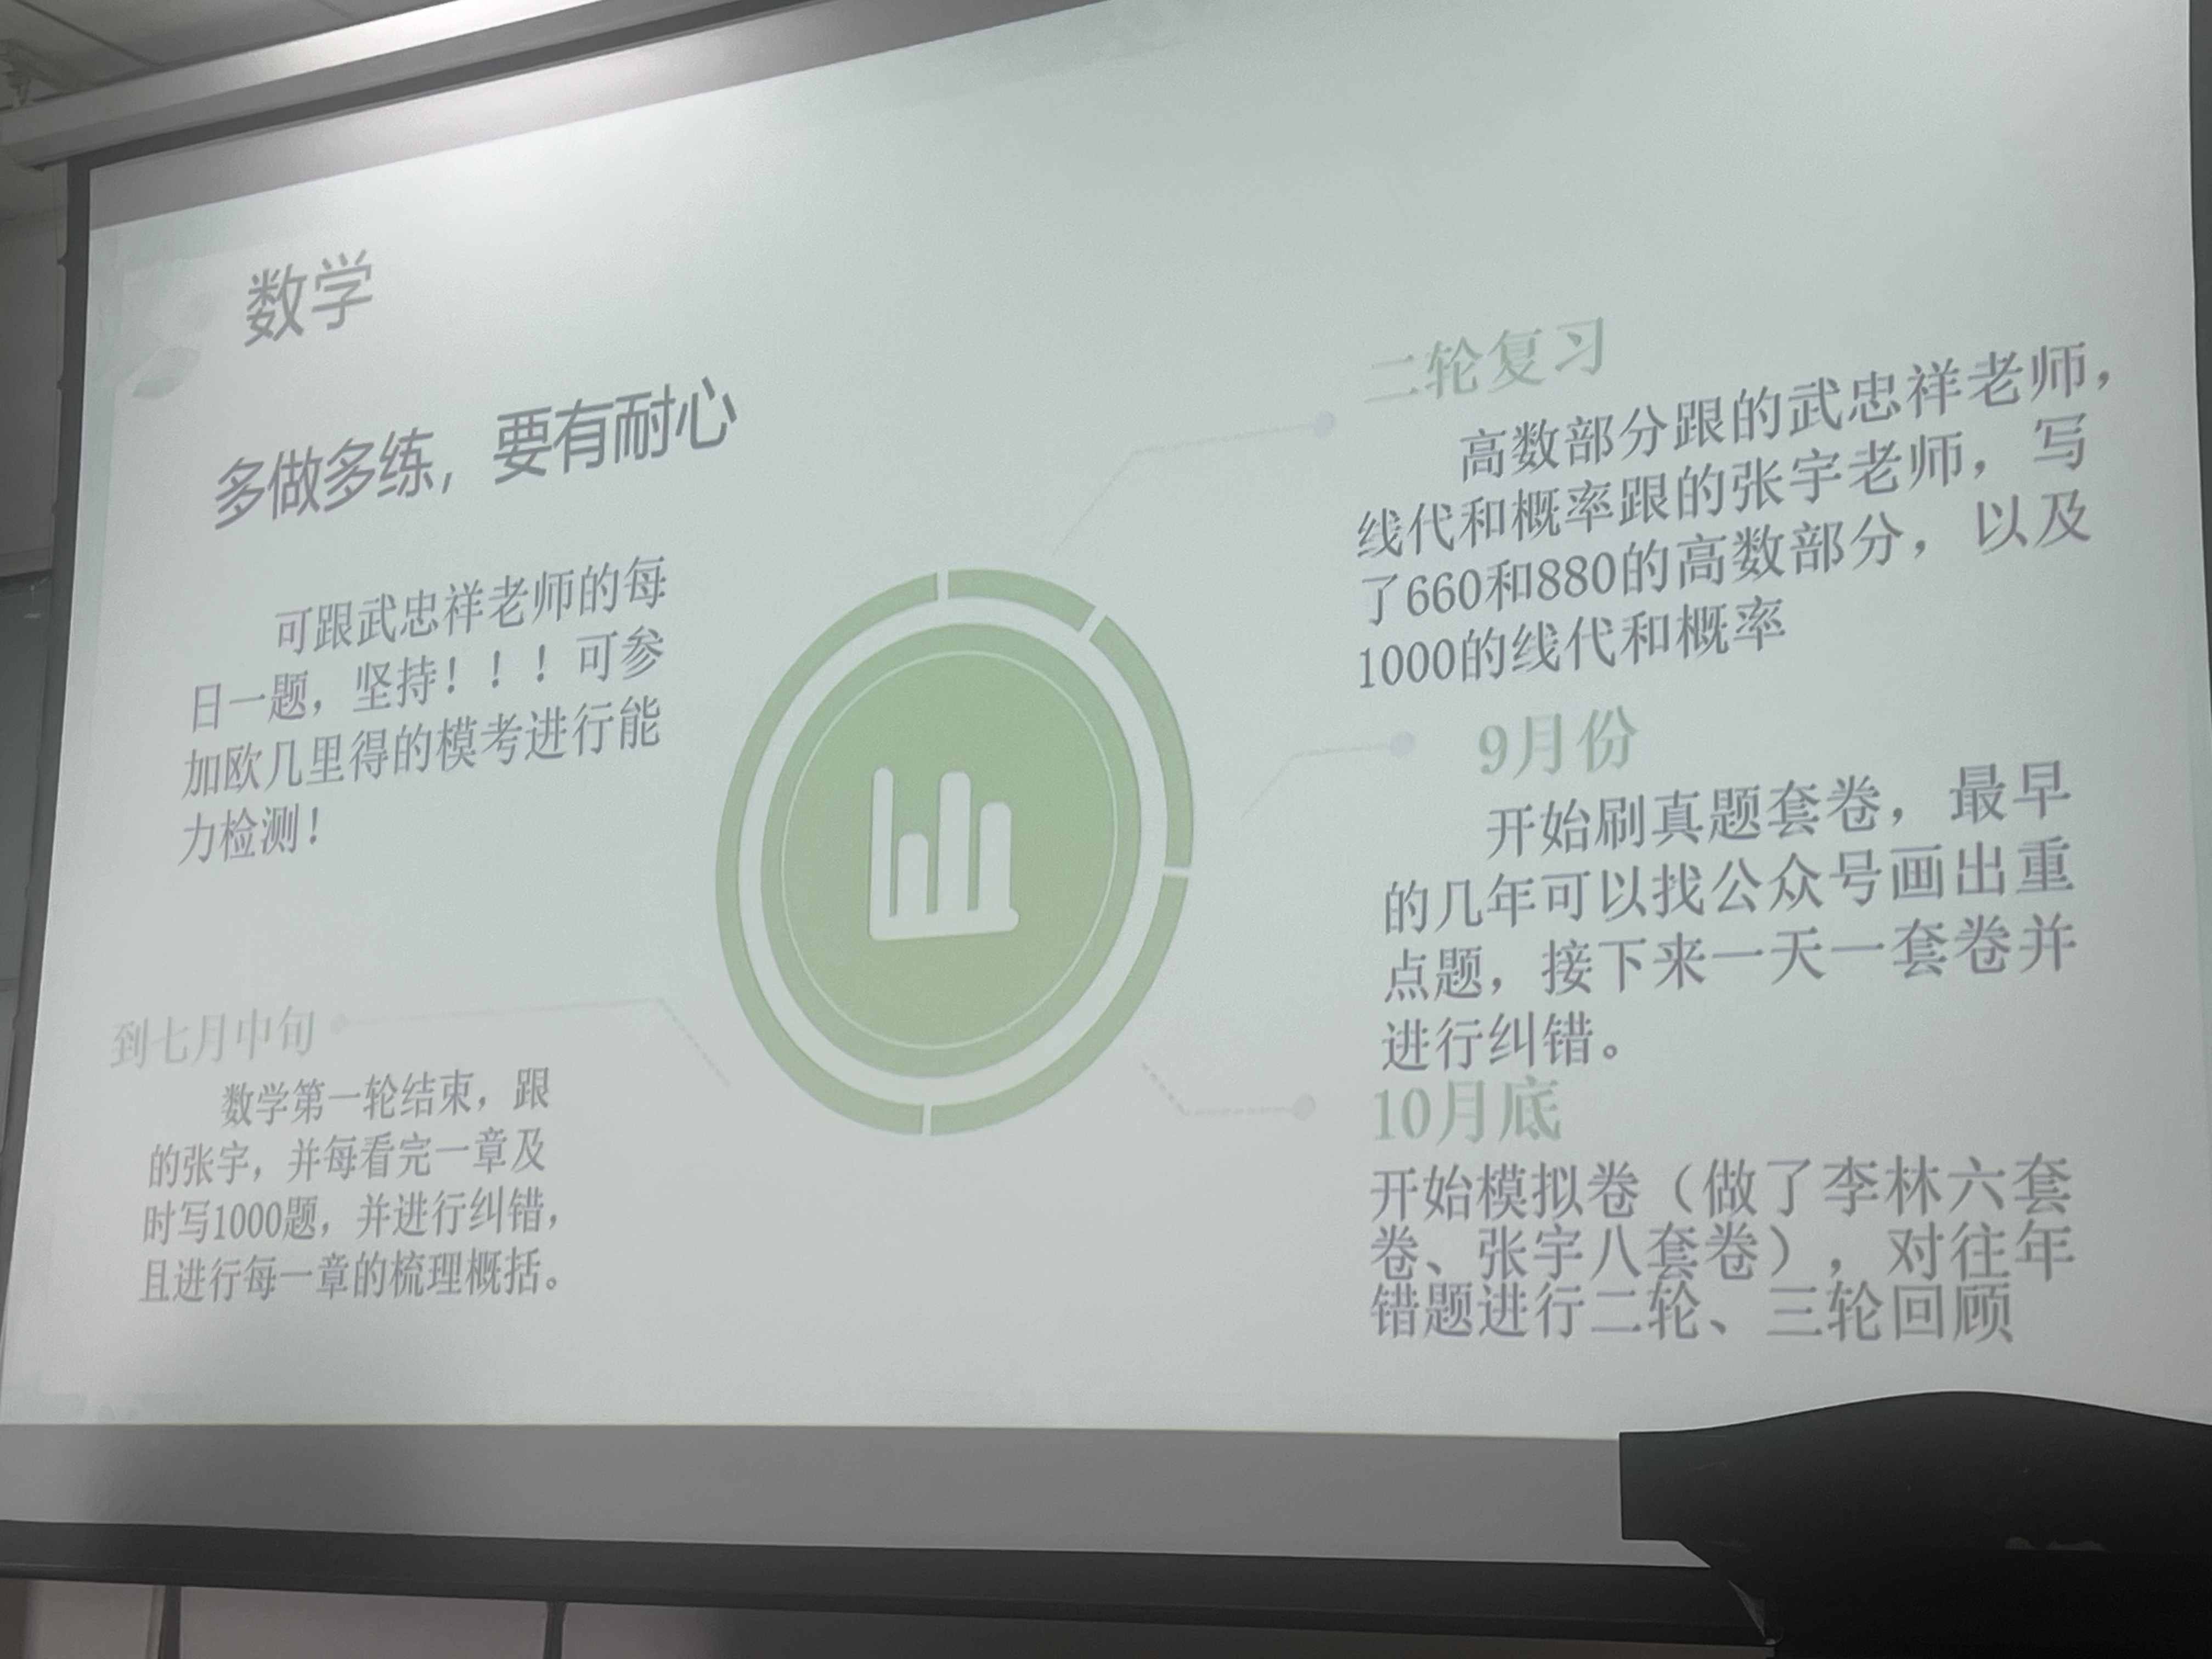 数学
多做多练，要有耐心
可跟武忠祥老师的每
日一题，坚持！！！可参
加欧几里得的模考进行能
力检测！
到七月中旬
数学第一轮结束，跟
的张宇，并每看完一章及
时写1000题，并进行纠错，
且进行每一章的梳理概括。
二轮复习
高数部分跟的武忠祥老师，
线代和概率跟的张宇老师，写
了660和880的高数部分，以及
1000的线代和概率
9月份
开始刷真题套卷，最早
的几年可以找公众号画出重
点题，接下来一天一套卷并
进行纠错。
10月底
开始模拟卷（做了李林六套
卷、张宇八套卷），对往年
错题进行二轮、三轮回顾